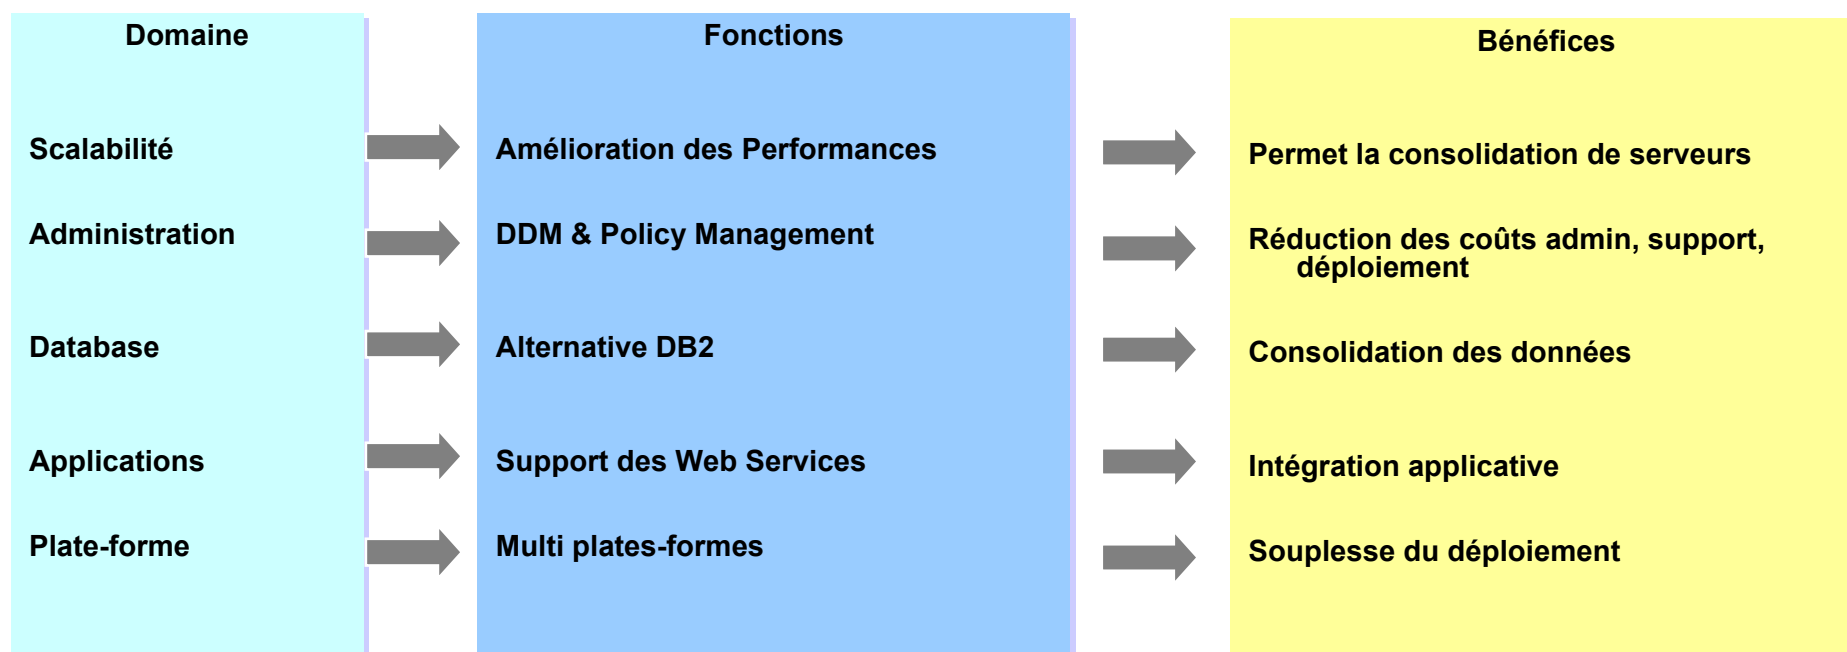 Domaine
Fonctions
Bénéfices
Scalabilité
Amélioration des Performances
Permet la consolidation de serveurs
Administration
DDM & Policy Management
Réduction des coûts admin, support,
déploiement
Database
Alternative DB2
Consolidation des données
Applications
Support des Web Services
Intégration applicative
Plate-forme
Multi plates-formes
Souplesse du déploiement